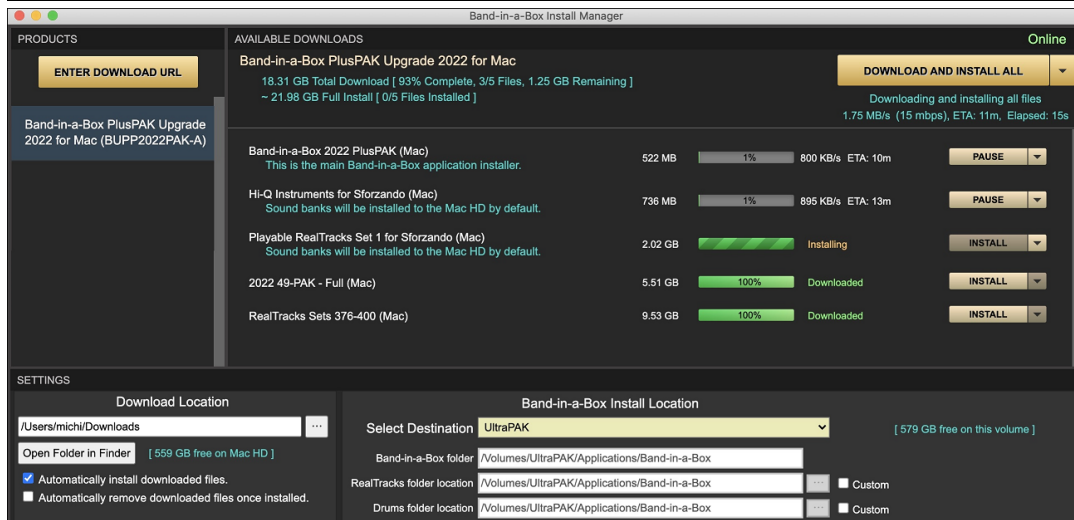 Band-in-a-Box Install Manager
PRODUCTS
ENTER DOWNLOAD URL
Band-in-a-Box PlusPAK Upgrade
2022 for Mac (BUPP2022PAK-A)
AVAILABLE DOWNLOADS
Online
Band-in-a-Box PlusPAK Upgrade 2022 for Mac
18.31 GB Total Download [ 93% Complete, 3/5 Files, 1.25 GB Remaining ]
~ 21.98 GB Full Install [ 0/5 Files Installed ]
DOWNLOAD AND INSTALL ALL
Downloading and installing all files
1.75 MB/s (15 mbps), ETA: 11m, Elapsed: 15s
Band-in-a-Box 2022 PlusPAK (Mac)
This is the main Band-in-a-Box application installer.
522 MB 1% 800 KB/s ETA: 10m PAUSE
Hi-Q Instruments for Sforzando (Mac)
Sound banks will be installed to the Mac HD by default.
736 MB 1% 895 KB/s ETA: 13m PAUSE
Playable RealTracks Set 1 for Sforzando (Mac)
Sound banks will be installed to the Mac HD by default.
2.02 GB Installing INSTALL
2022 49-PAK - Full (Mac) 5.51 GB 100% Downloaded INSTALL
RealTracks Sets 376-400 (Mac) 9.53 GB 100% Downloaded INSTALL
SETTINGS
Download Location
/Users/michi/Downloads ...
Open Folder in Finder [ 559 GB free on Mac HD ]
Automatically install downloaded files.
Automatically remove downloaded files once installed.
Band-in-a-Box Install Location
Select Destination UltraPAK [ 579 GB free on this volume ]
Band-in-a-Box folder /Volumes/UltraPAK/Applications/Band-in-a-Box
RealTracks folder location /Volumes/UltraPAK/Applications/Band-in-a-Box ... Custom
Drums folder location /Volumes/UltraPAK/Applications/Band-in-a-Box ... Custom